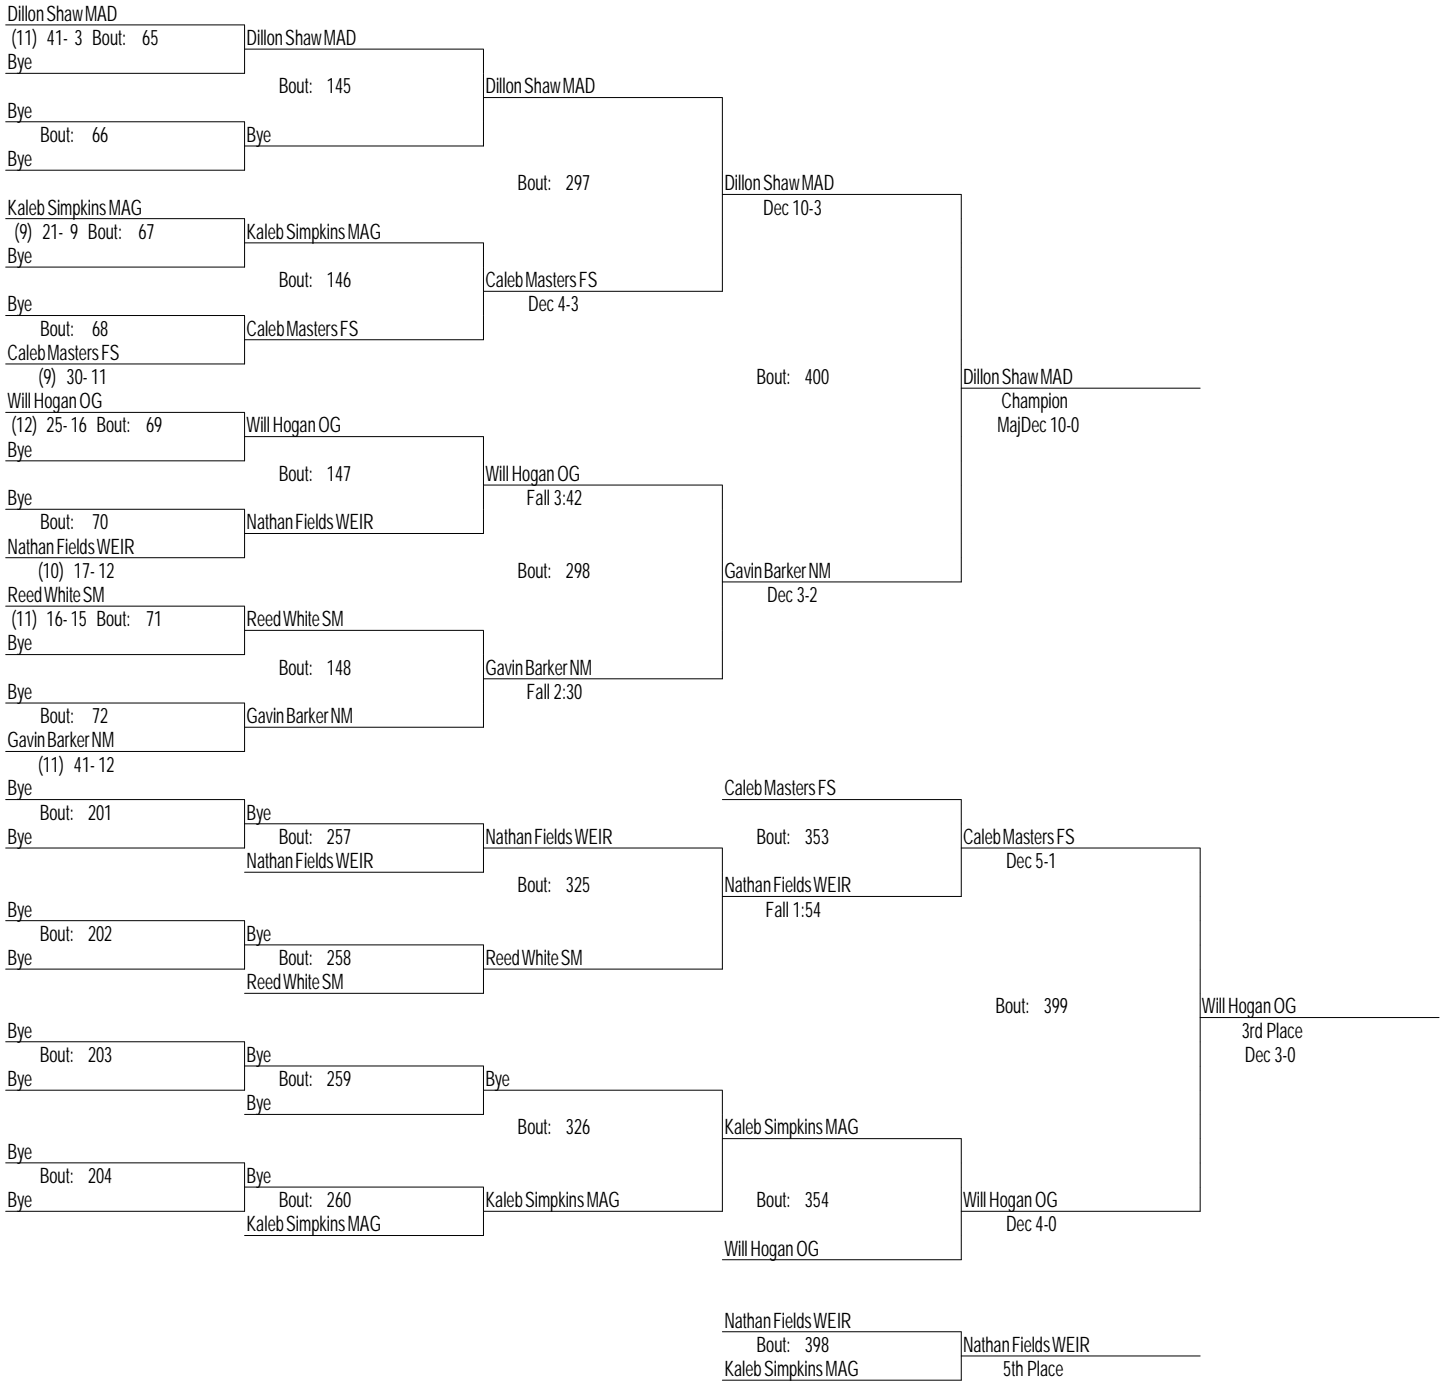 Dillon Shaw MAD
(11) 41- 3 Bout: 65
Dillon Shaw MAD
Bye
Bout: 145
Dillon Shaw MAD
Bye
Bout: 66
Bye
Bye
Bout: 297
Dillon Shaw MAD
Dec 10-3
Kaleb Simpkins MAG
(9) 21- 9 Bout: 67
Kaleb Simpkins MAG
Bye
Bout: 146
Caleb Masters FS
Dec 4-3
Bye
Bout: 68
Caleb Masters FS
Caleb Masters FS
(9) 30- 11
Bout: 400
Dillon Shaw MAD
Champion
MajDec 10-0
Will Hogan OG
(12) 25- 16 Bout: 69
Will Hogan OG
Bye
Bout: 147
Will Hogan OG
Fall 3:42
Bye
Bout: 70
Nathan Fields WEIR
Nathan Fields WEIR
(10) 17- 12
Bout: 298
Gavin Barker NM
Dec 3-2
Reed White SM
(11) 16- 15 Bout: 71
Reed White SM
Bye
Bout: 148
Gavin Barker NM
Fall 2:30
Bye
Bout: 72
Gavin Barker NM
Gavin Barker NM
(11) 41- 12
Bye
Bout: 201
Bye
Bye
Bout: 257
Nathan Fields WEIR
Nathan Fields WEIR
Caleb Masters FS
Bout: 353
Caleb Masters FS
Dec 5-1
Bout: 325
Nathan Fields WEIR
Fall 1:54
Bye
Bout: 202
Bye
Bye
Bout: 258
Reed White SM
Reed White SM
Bout: 399
Will Hogan OG
3rd Place
Dec 3-0
Bye
Bout: 203
Bye
Bye
Bout: 259
Bye
Bye
Bout: 326
Kaleb Simpkins MAG
Bye
Bout: 204
Bye
Bye
Bout: 260
Kaleb Simpkins MAG
Kaleb Simpkins MAG
Bout: 354
Will Hogan OG
Dec 4-0
Will Hogan OG
Nathan Fields WEIR
Bout: 398
Nathan Fields WEIR
Kaleb Simpkins MAG
5th Place